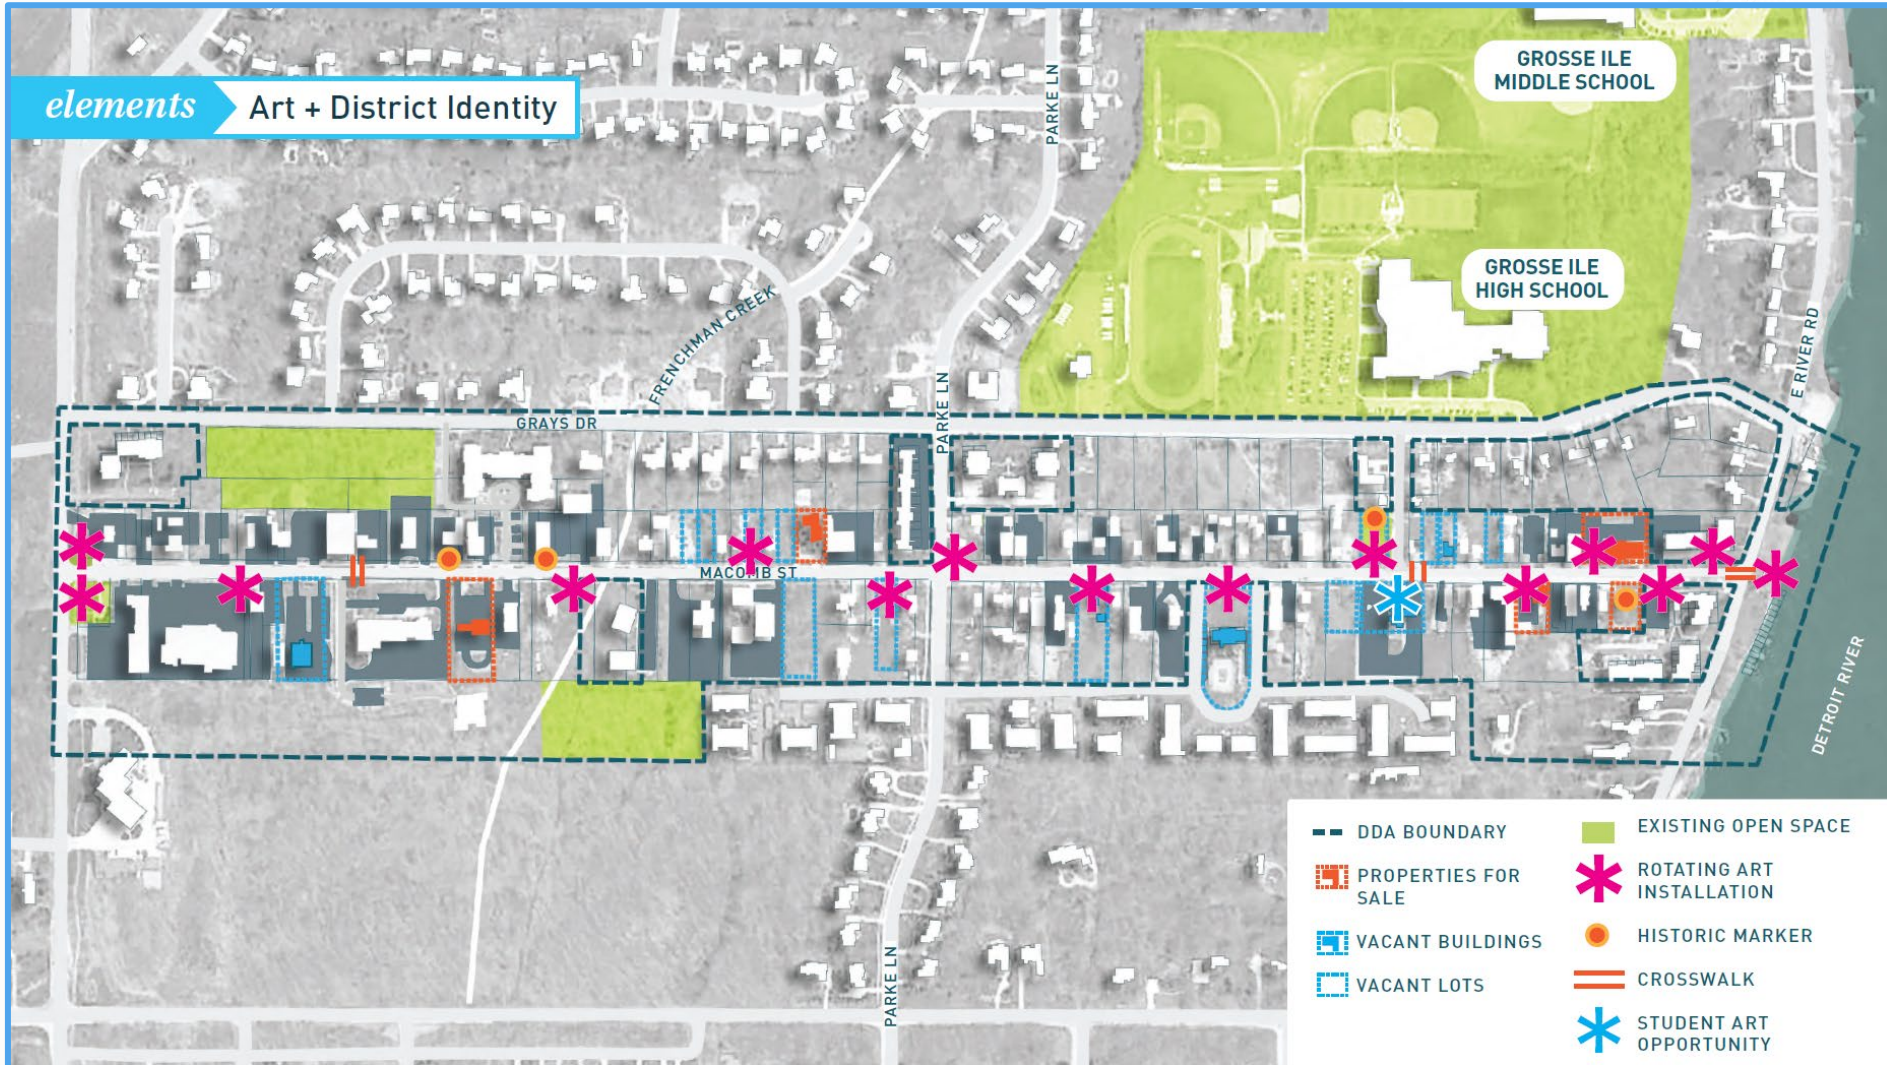 elements
Art + District Identity
PARKE LN
GROSSE ILE
MIDDLE SCHOOL
GROSSE ILE
HIGH SCHOOL
FRENCHMAN CREEK
E RIVER RD
GRAYS DR
PARKE LN
MACOMB ST
DETROIT RIVER
PARKE LN
DDA BOUNDARY
PROPERTIES FOR
SALE
VACANT BUILDINGS
VACANT LOTS
EXISTING OPEN SPACE
ROTATING ART
INSTALLATION
HISTORIC MARKER
CROSSWALK
STUDENT ART
OPPORTUNITY